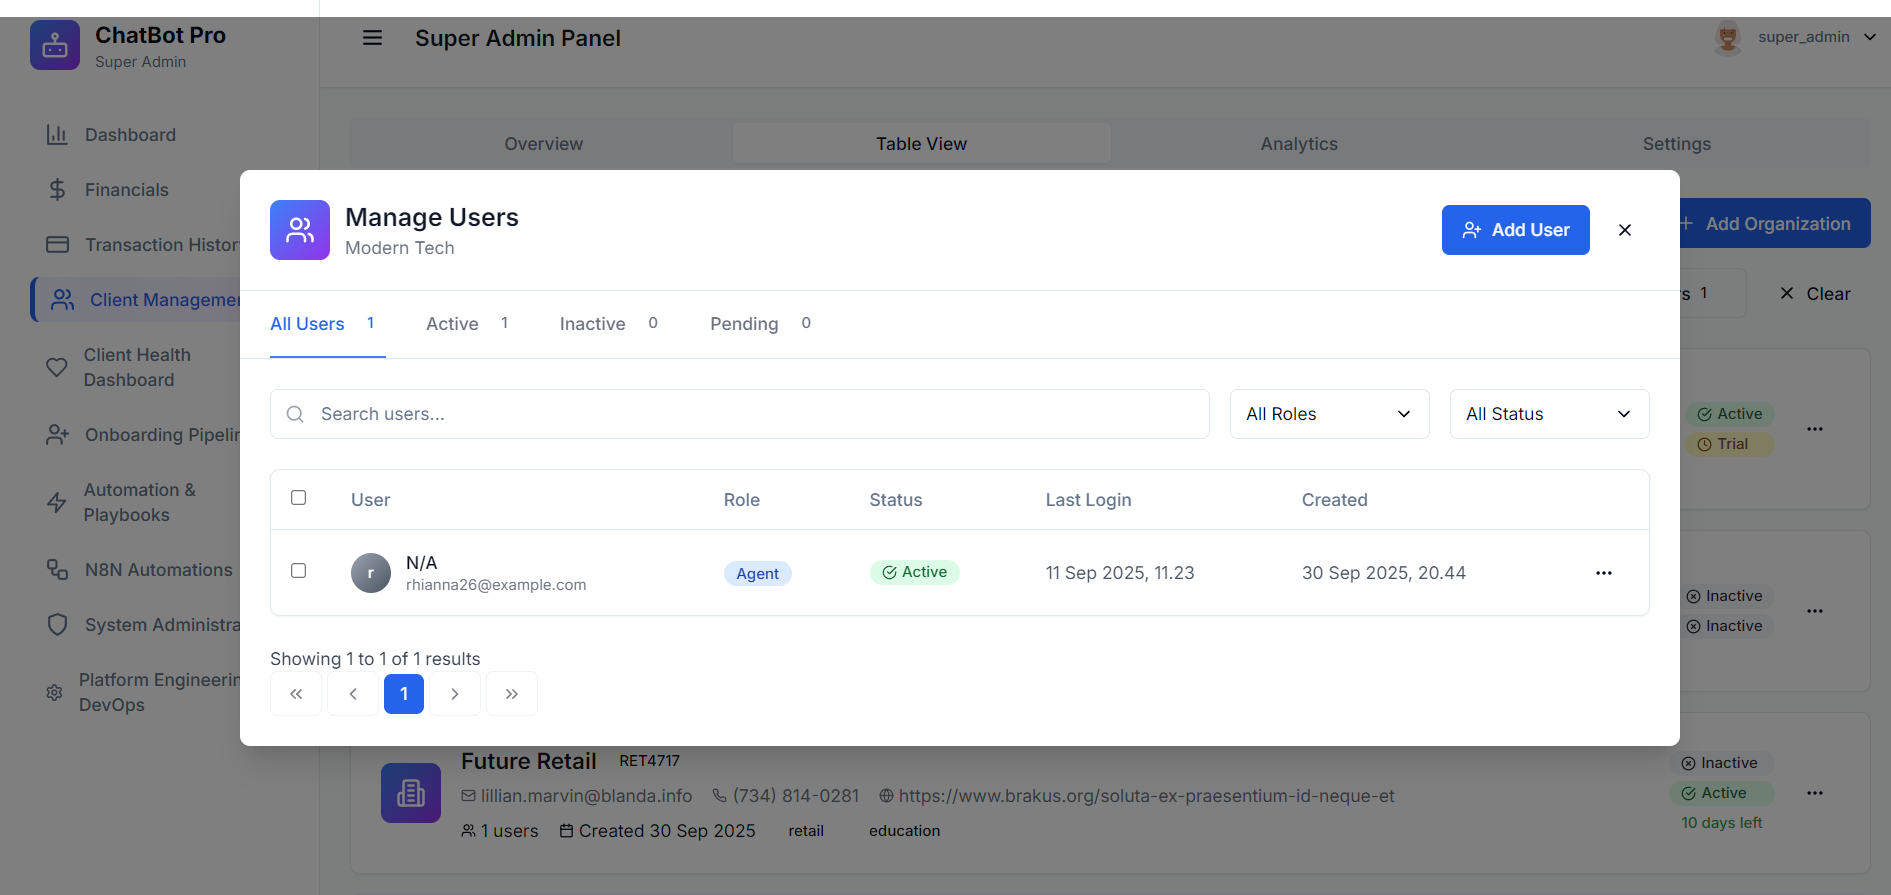 ChatBot Pro
Super Admin
Super Admin Panel
super_admin
Dashboard
Financials
Transaction Histor
Client Managemer
Client Health
Dashboard
Onboarding Pipelin
Automation &
Playbooks
N8N Automations
System Administra
Platform Engineerin
DevOps
Overview
Table View
Analytics
Settings
Add Organization
rs 1
Clear
Manage Users
Modern Tech
Add User
All Users 1
Active 1
Inactive 0
Pending 0
Search users...
All Roles
All Status
User Role Status Last Login Created
r
N/A
rhianna26@example.com
Agent
Active
11 Sep 2025, 11.23
30 Sep 2025, 20.44
Showing 1 to 1 of 1 results
« ‹ 1 › »
Active
Trial
Inactive
Inactive
Future Retail RET4717
lillian.marvin@blanda.info (734) 814-0281 https://www.brakus.org/soluta-ex-praesentium-id-neque-et
1 users Created 30 Sep 2025 retail education
Inactive
Active
10 days left